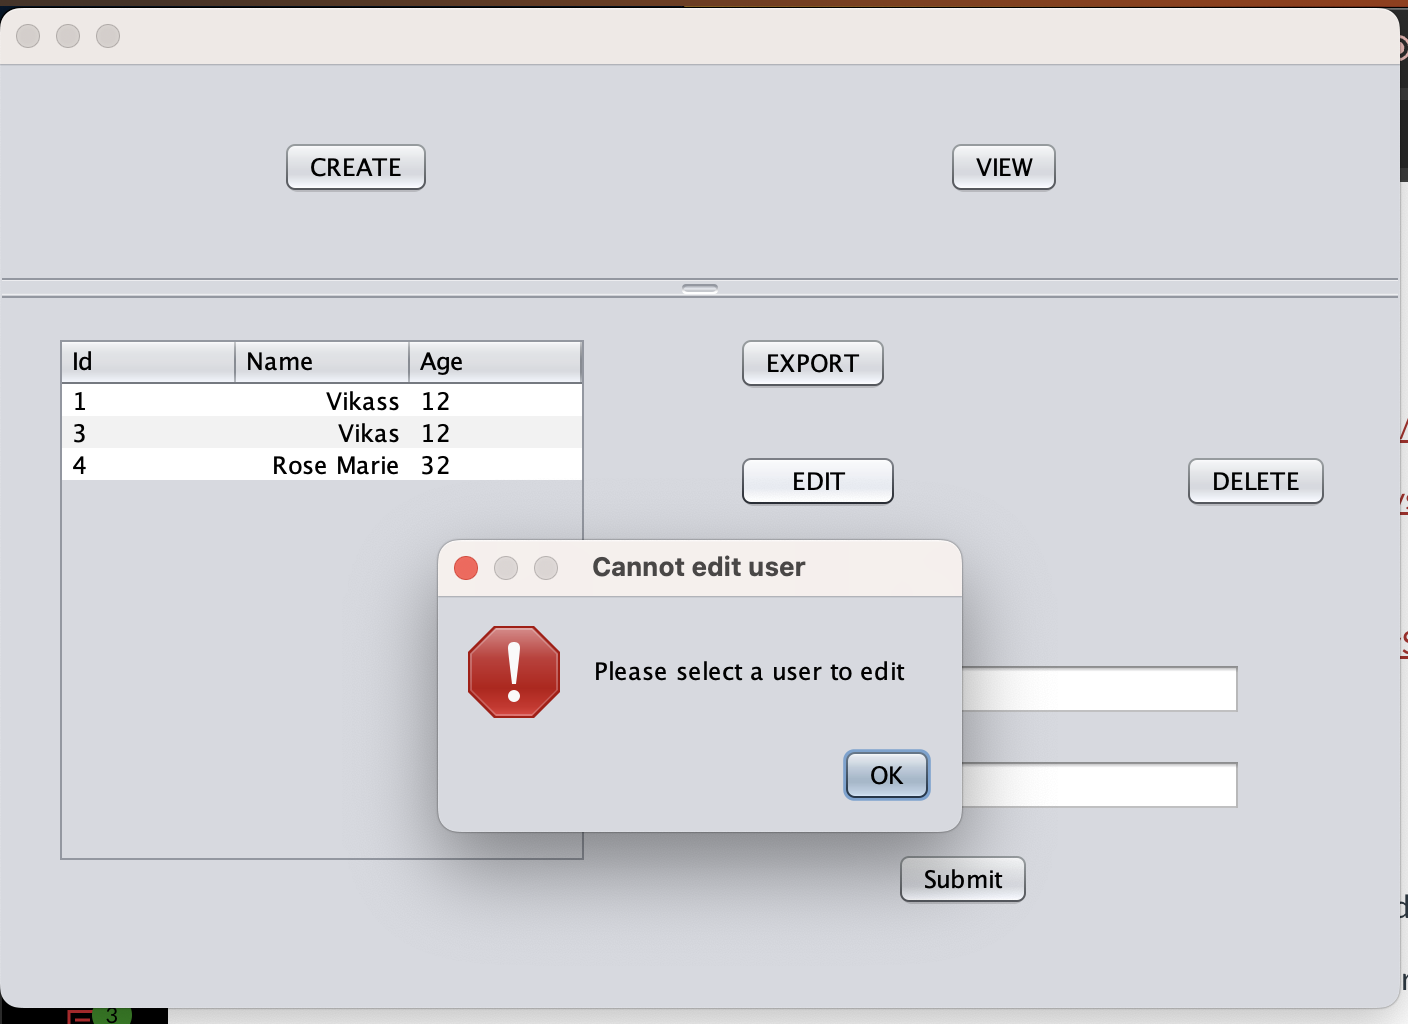 CREATE
VIEW
Id Name Age
1 Vikass 12
3 Vikas 12
4 Rose Marie 32
EXPORT
EDIT
DELETE
Cannot edit user
Please select a user to edit
OK
Submit
3